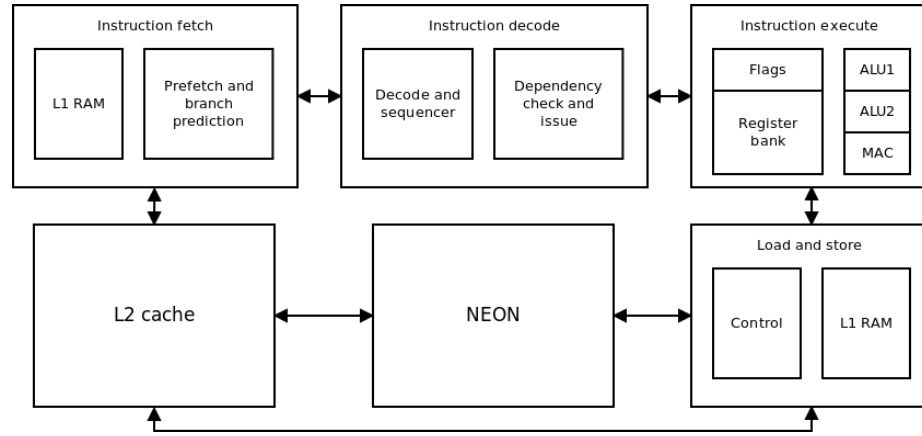 Instruction fetch
L1 RAM
Prefetch and
branch
prediction
Instruction decode
Decode and
sequencer
Dependency
check and
issue
Instruction execute
Flags
Register
bank
ALU1
ALU2
MAC
L2 cache
NEON
Load and store
Control
L1 RAM